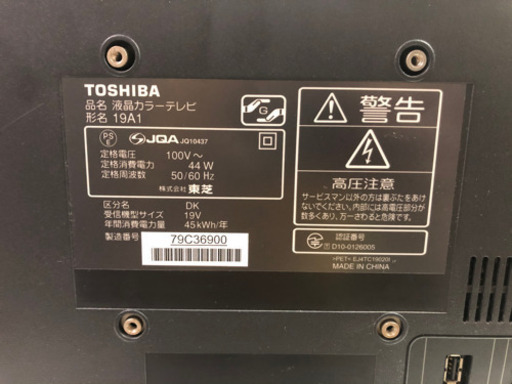 TOSHIBA
品名 液晶カラーテレビ
形名 19A1
PS
E
JQA JQ10437
定格電圧 100V～
定格消費電力 44 W
定格周波数 50/60 Hz
株式会社 東芝
区分名 DK
受信機型サイズ 19V
年間消費電力量 45kWh/年
製造番号 79C36900
G
警告
高圧注意
サービスマン以外の方は裏ぶたをあけ
ないでください。内部には高電圧部分が
数多くあり、万一さわると危険です。
認証番号
D10-0126005
MADE IN CHINA